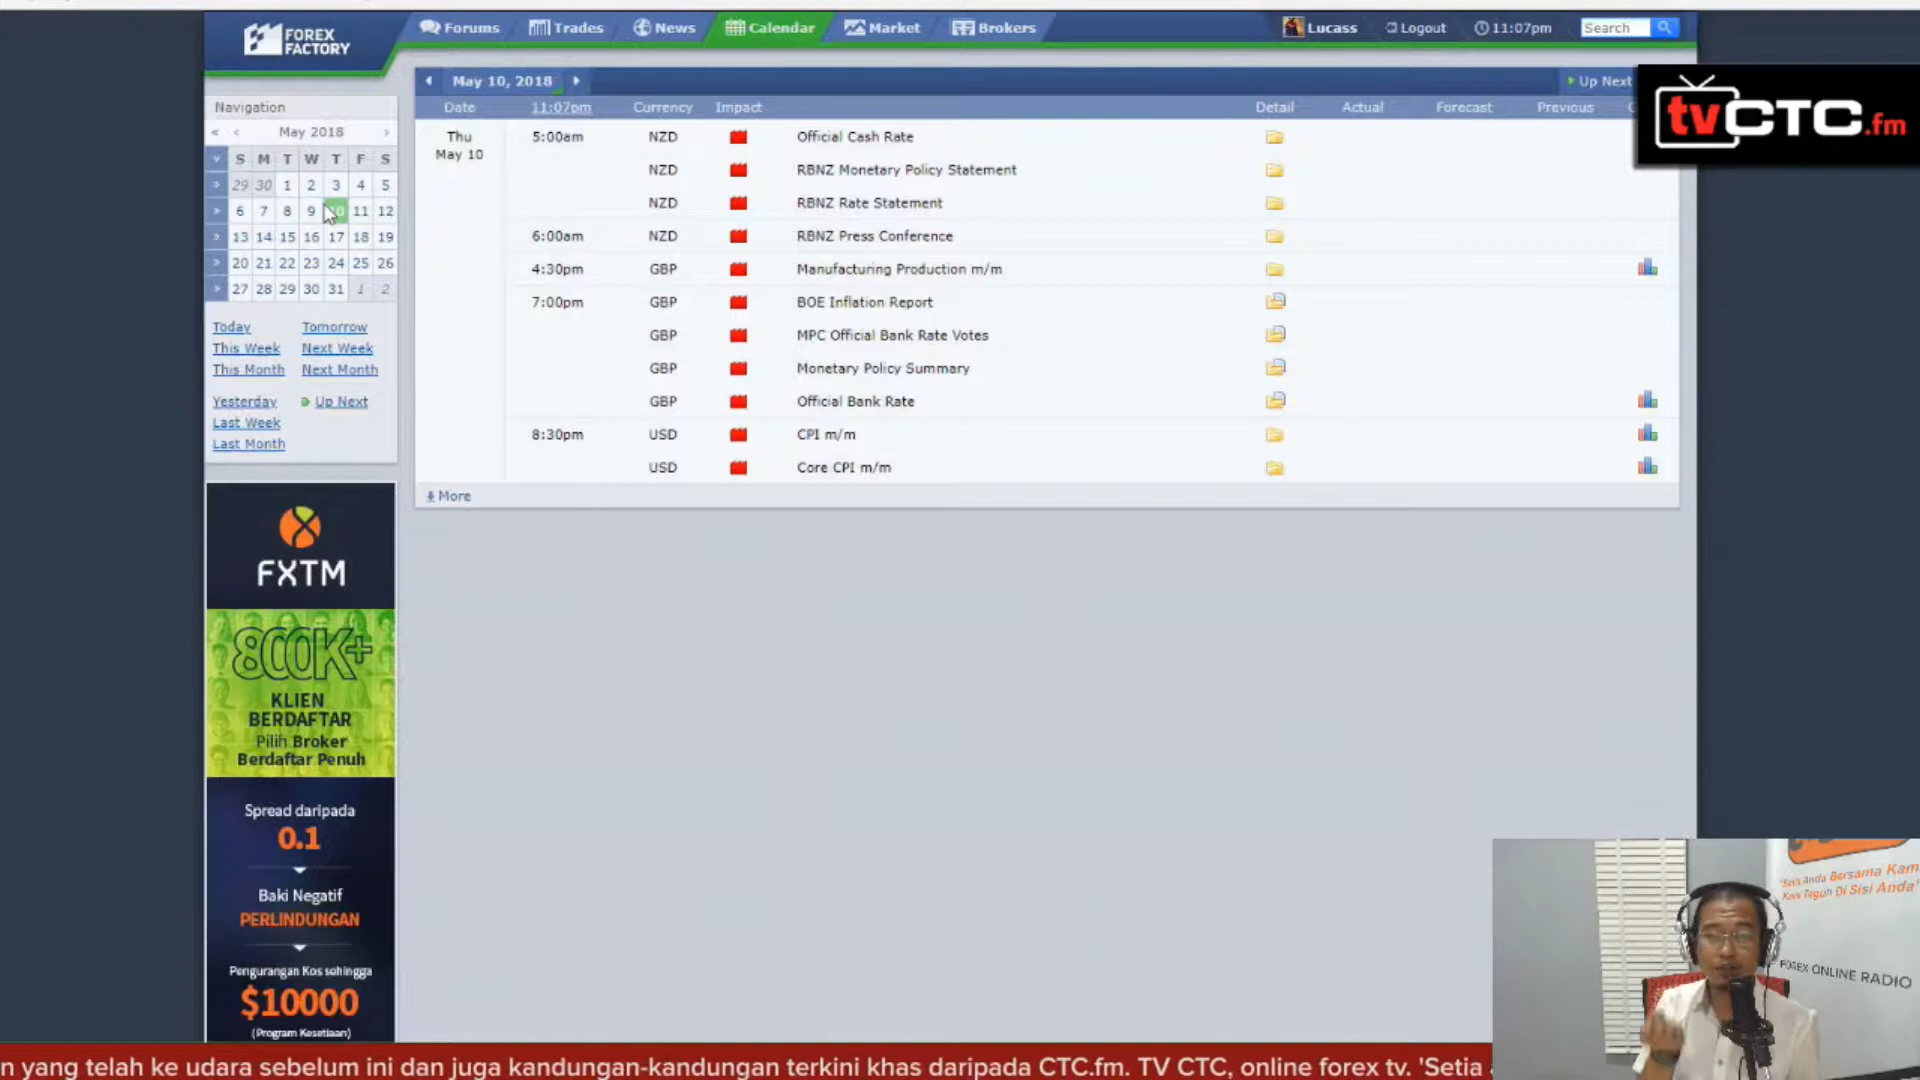 FOREX
FACTORY
Forums
Trades
News
Calendar
Market
Brokers
Lucass
Logout
11:07pm
Search
Navigation
« ‹ May 2018 ›
S M T W T F S
29 30 1 2 3 4 5
6 7 8 9 10 11 12
13 14 15 16 17 18 19
20 21 22 23 24 25 26
27 28 29 30 31 1 2
Today Tomorrow
This Week Next Week
This Month Next Month
Yesterday Up Next
Last Week
Last Month
May 10, 2018
Up Next
Date 11:07pm Currency Impact Detail Actual Forecast Previous
Thu
May 10
5:00am NZD Official Cash Rate
NZD RBNZ Monetary Policy Statement
NZD RBNZ Rate Statement
6:00am NZD RBNZ Press Conference
4:30pm GBP Manufacturing Production m/m
7:00pm GBP BOE Inflation Report
GBP MPC Official Bank Rate Votes
GBP Monetary Policy Summary
GBP Official Bank Rate
8:30pm USD CPI m/m
USD Core CPI m/m
More
tvCTC.fm
FXTM
800K+
KLIEN
BERDAFTAR
Pilih Broker
Berdaftar Penuh
Spread daripada
0.1
Baki Negatif
PERLINDUNGAN
Pengurangan Kos sehingga
$10000
(Program Kesetiaan)
"Setia Anda Bersama Kam
Kami Teguh Di Sisi Anda"
FOREX ONLINE RADIO
n yang telah ke udara sebelum ini dan juga kandungan-kandungan terkini khas daripada CTC.fm. TV CTC, online forex tv. 'Setia